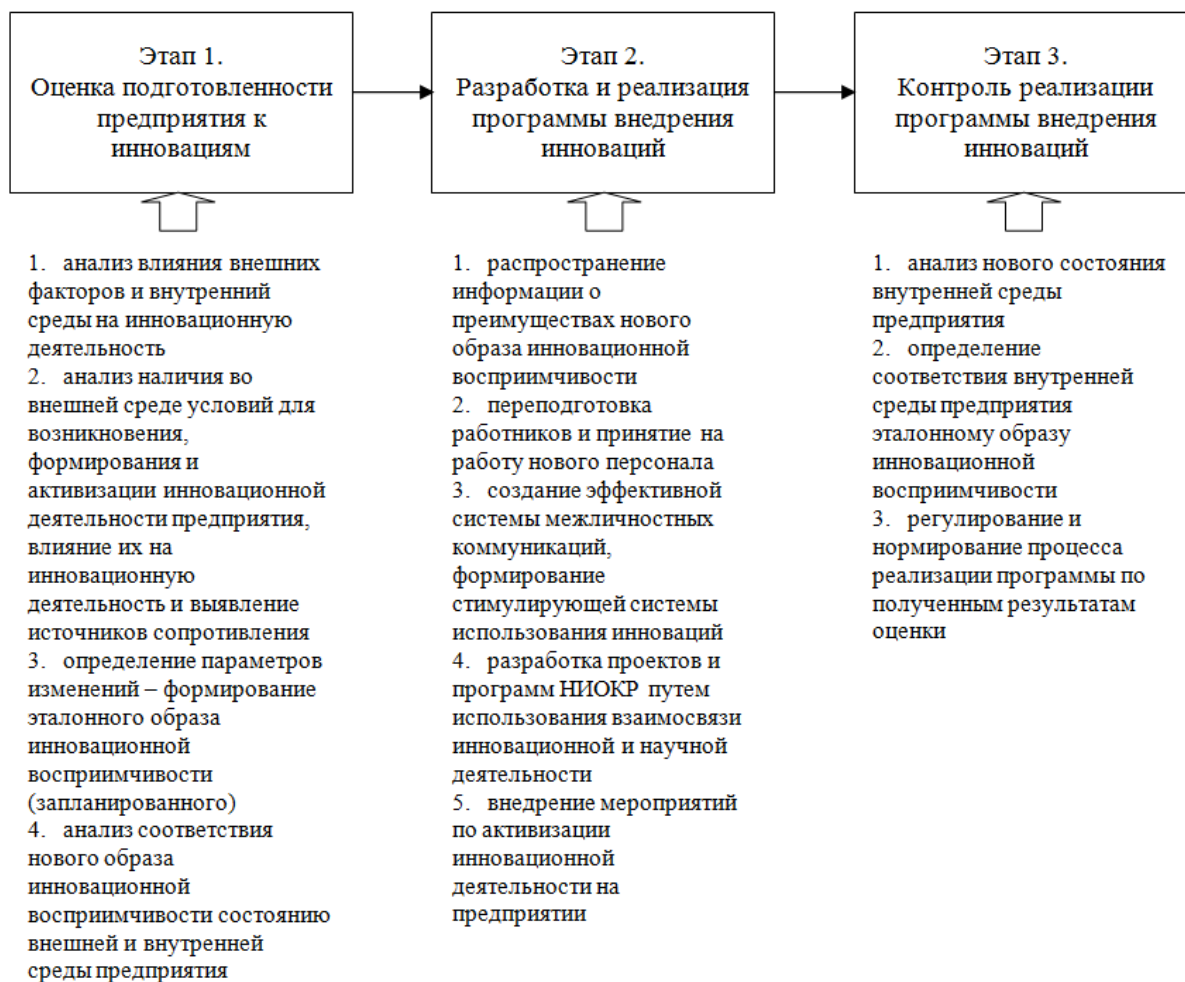 Этап 1.
Оценка подготовленности
предприятия к
инновациям
Этап 2.
Разработка и реализация
программы внедрения
инноваций
Этап 3.
Контроль реализации
программы внедрения
инноваций
1. анализ влияния внешних
факторов и внутренний
среды на инновационную
деятельность
2. анализ наличия во
внешней среде условий для
возникновения,
формирования и
активизации инновационной
деятельности предприятия,
влияние их на
инновационную
деятельность и выявление
источников сопротивления
3. определение параметров
изменений – формирование
эталонного образа
инновационной
восприимчивости
(запланированного)
4. анализ соответствия
нового образа
инновационной
восприимчивости состоянию
внешней и внутренней
среды предприятия
1. распространение
информации о
преимуществах нового
образа инновационной
восприимчивости
2. переподготовка
работников и принятие на
работу нового персонала
3. создание эффективной
системы межличностных
коммуникаций,
формирование
стимулирующей системы
использования инноваций
4. разработка проектов и
программ НИОКР путем
использования взаимосвязи
инновационной и научной
деятельности
5. внедрение мероприятий
по активизации
инновационной
деятельности на
предприятии
1. анализ нового состояния
внутренней среды
предприятия
2. определение
соответствия внутренней
среды предприятия
эталонному образу
инновационной
восприимчивости
3. регулирование и
нормирование процесса
реализации программы по
полученным результатам
оценки